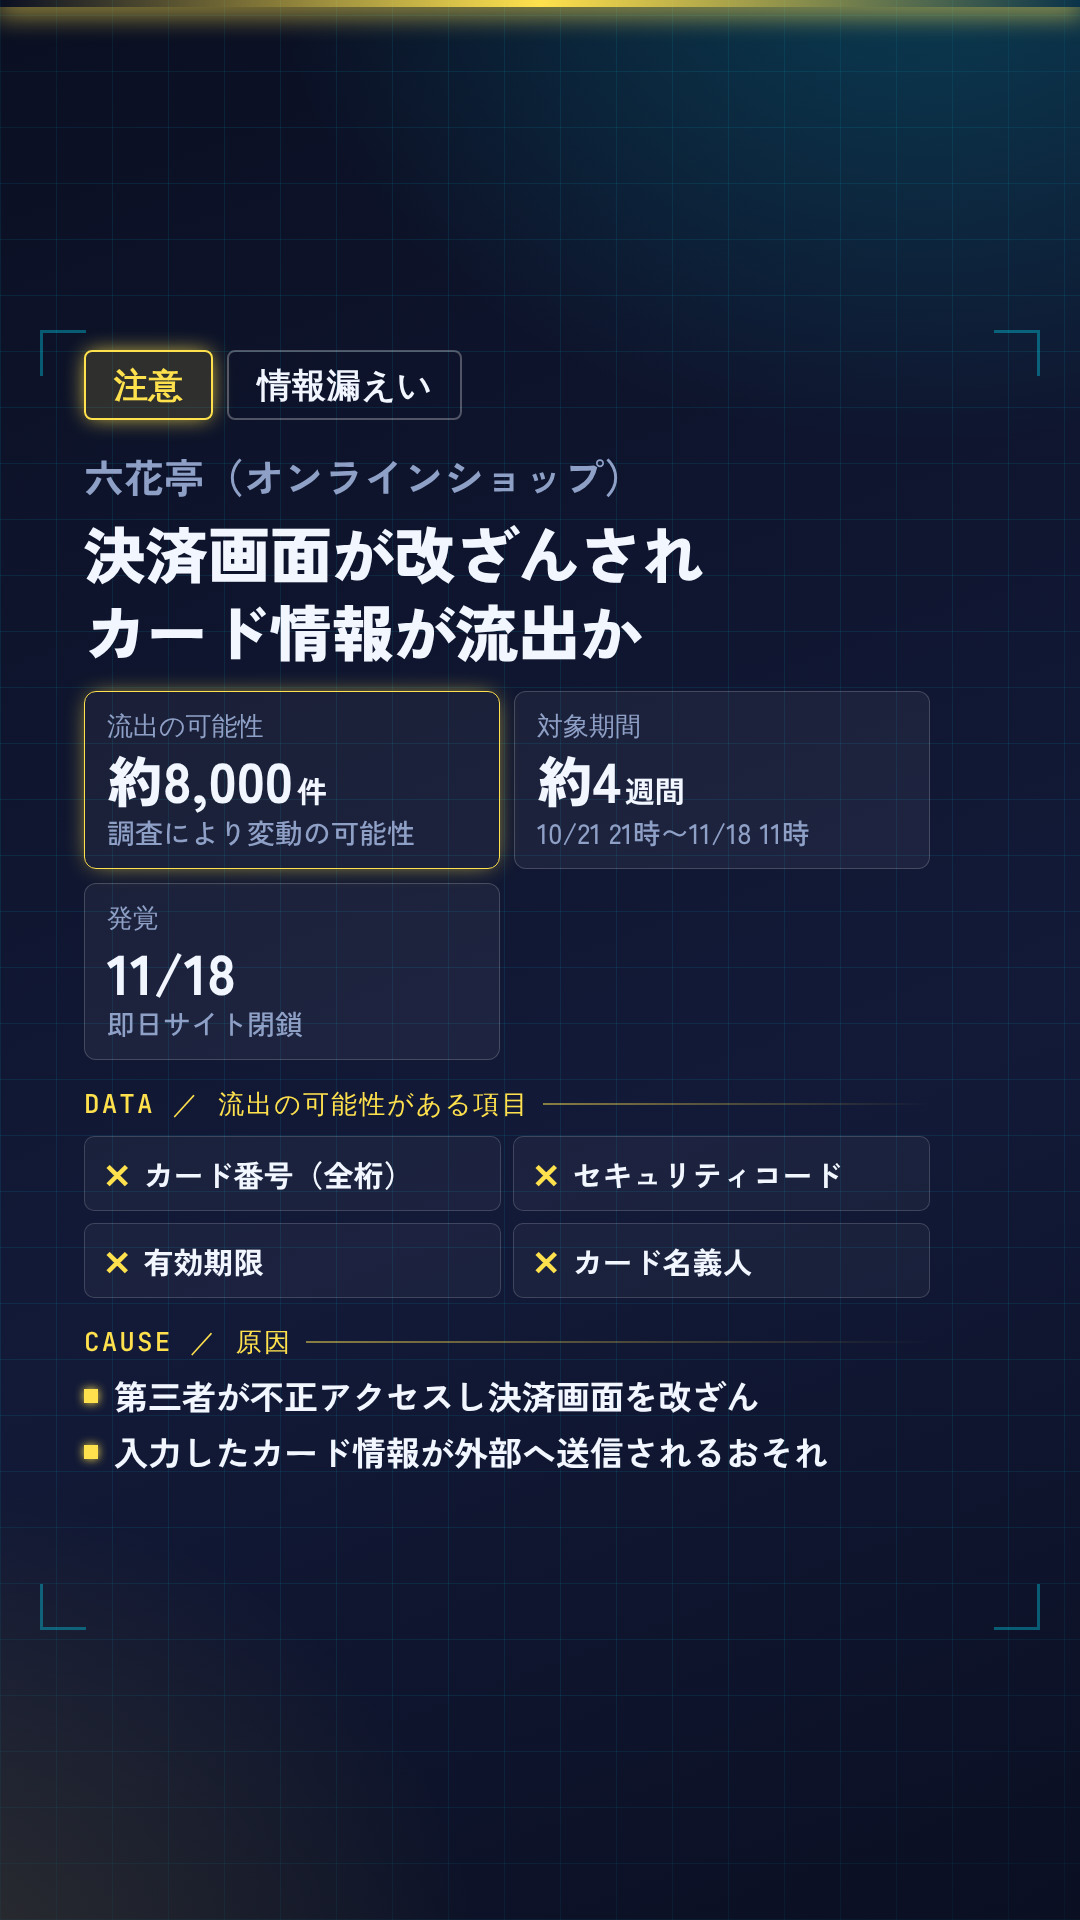 注意
情報漏えい
六花亭（オンラインショップ）
決済画面が改ざんされ
カード情報が流出か
流出の可能性
約8,000件
調査により変動の可能性
対象期間
約4週間
10/21 21時〜11/18 11時
発覚
11/18
即日サイト閉鎖
DATA ／ 流出の可能性がある項目
✕ カード番号（全桁）
✕ セキュリティコード
✕ 有効期限
✕ カード名義人
CAUSE ／ 原因
第三者が不正アクセスし決済画面を改ざん
入力したカード情報が外部へ送信されるおそれ